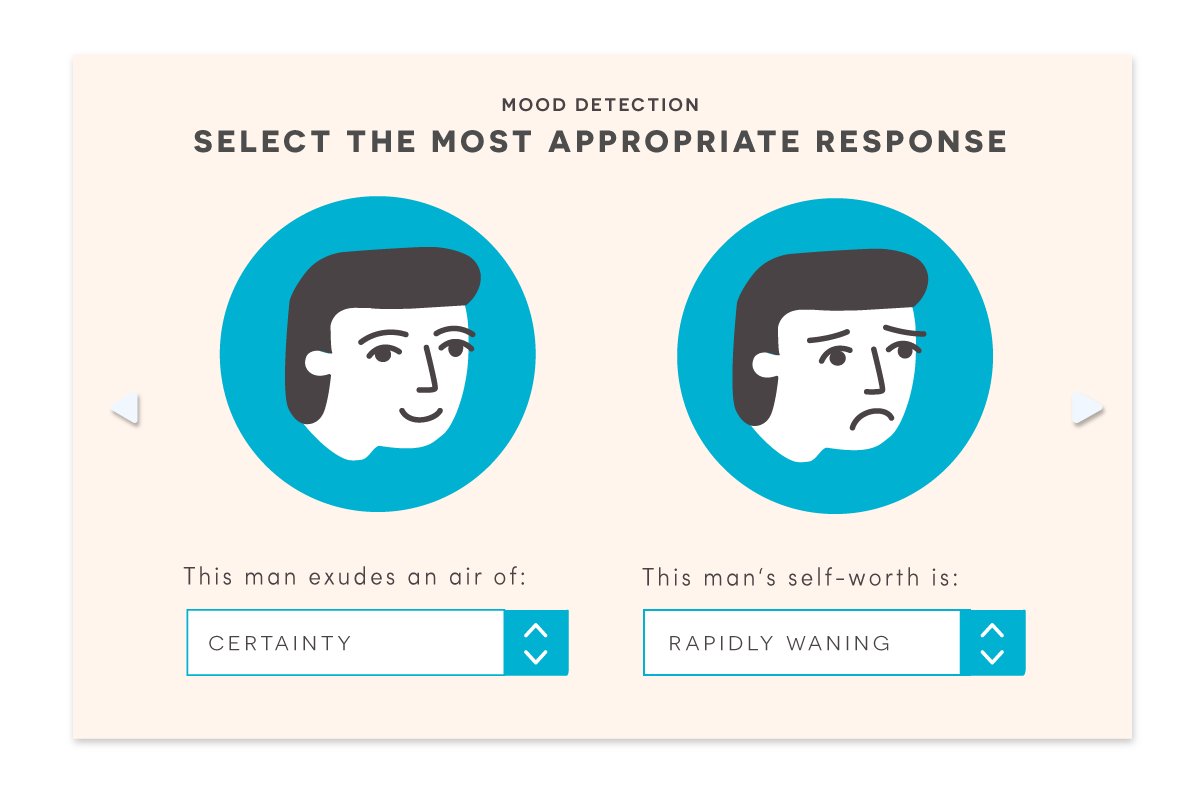 MOOD DETECTION
SELECT THE MOST APPROPRIATE RESPONSE
This man exudes an air of:
CERTAINTY
This man's self-worth is:
RAPIDLY WANING